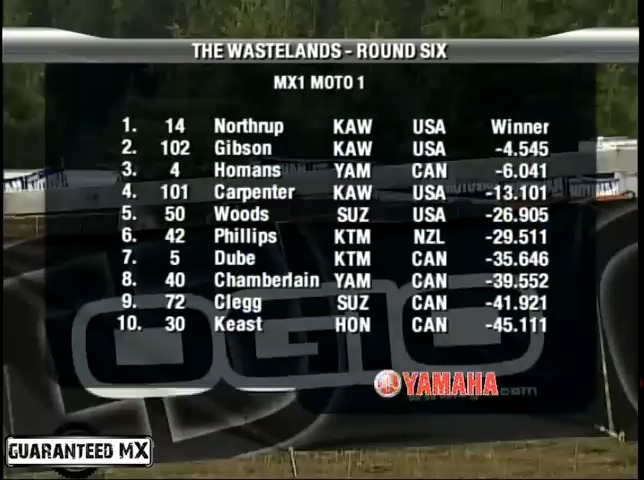 THE WASTELANDS - ROUND SIX
MX1 MOTO 1
1. 14 Northrup KAW USA Winner
2. 102 Gibson KAW USA -4.545
3. 4 Homans YAM CAN -6.041
4. 101 Carpenter KAW USA -13.101
5. 50 Woods SUZ USA -26.905
6. 42 Phillips KTM NZL -29.511
7. 5 Dube KTM CAN -35.646
8. 40 Chamberlain YAM CAN -39.552
9. 72 Clegg SUZ CAN -41.921
10. 30 Keast HON CAN -45.111
OGIO
YAMAHA
GUARANTEED MX